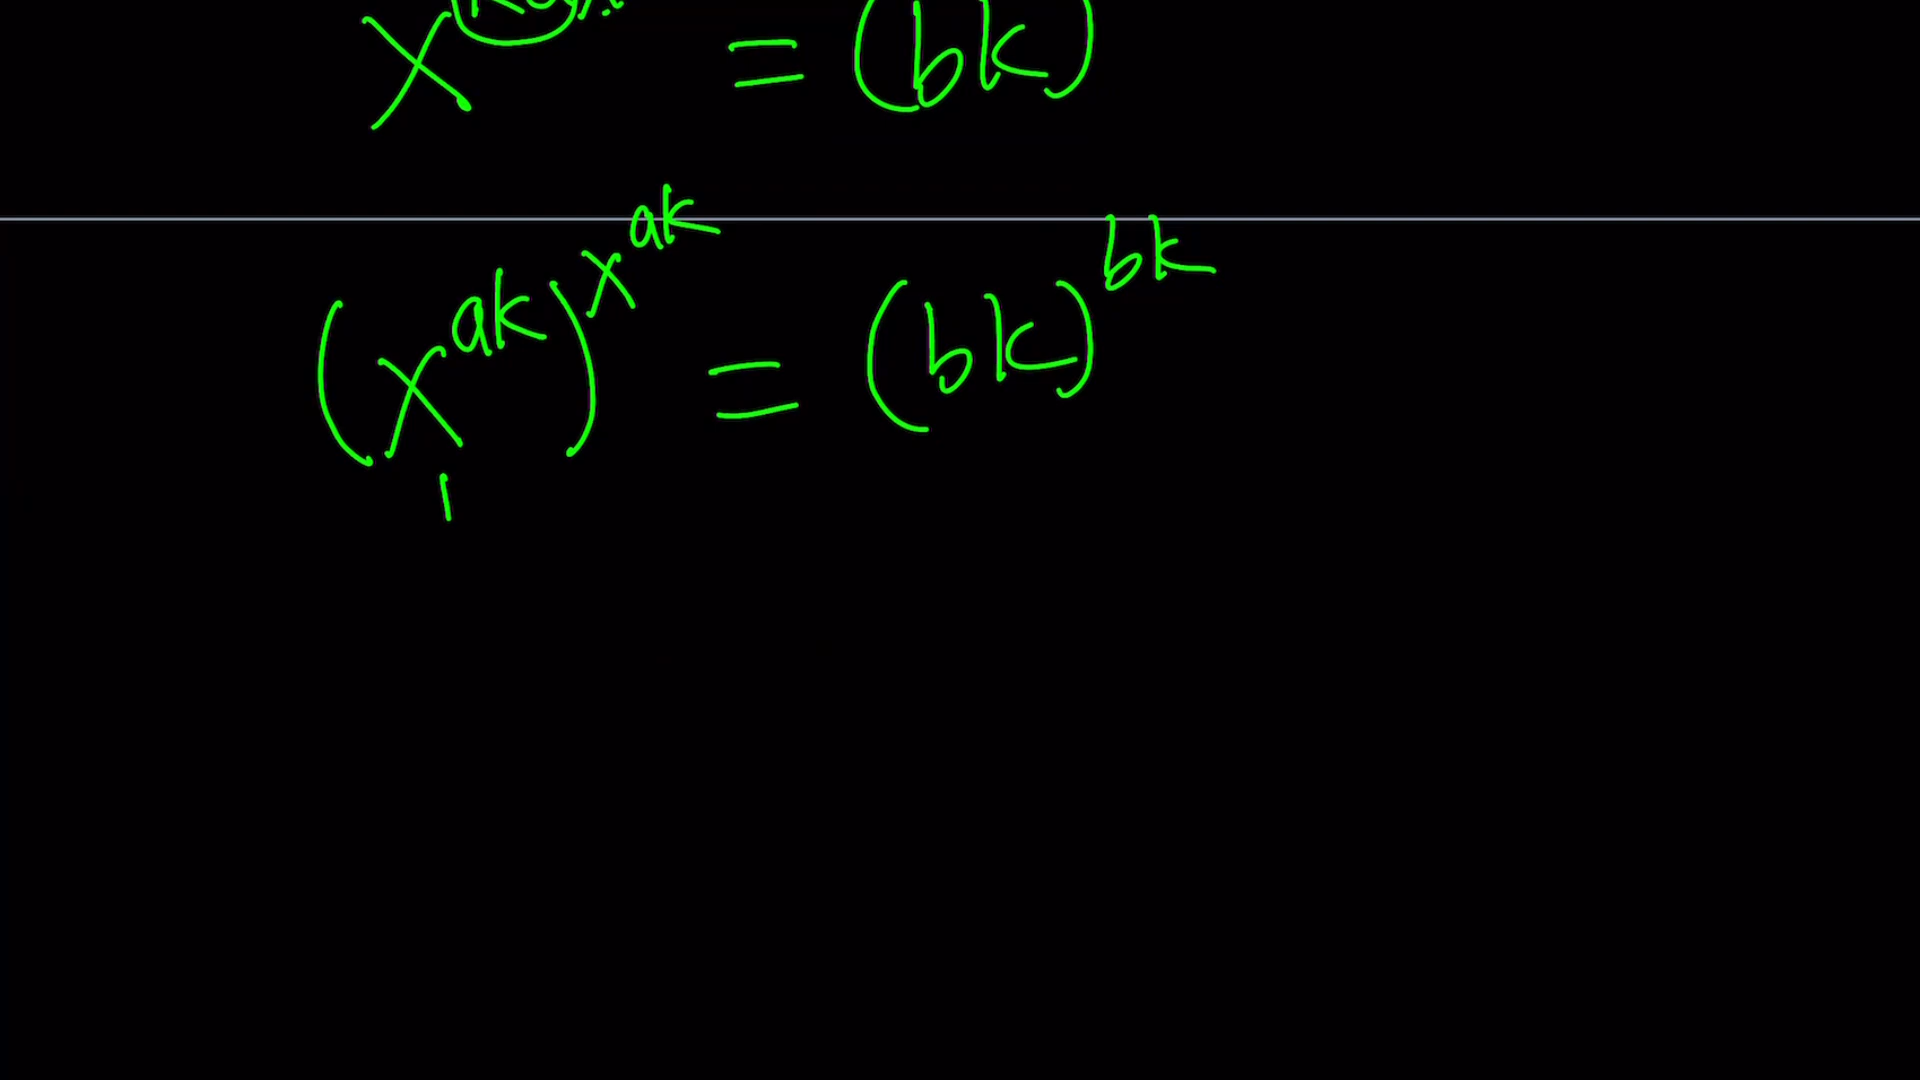 x = (bk)
(x^{ak})^{x^{ak}} = (bk)^{bk}